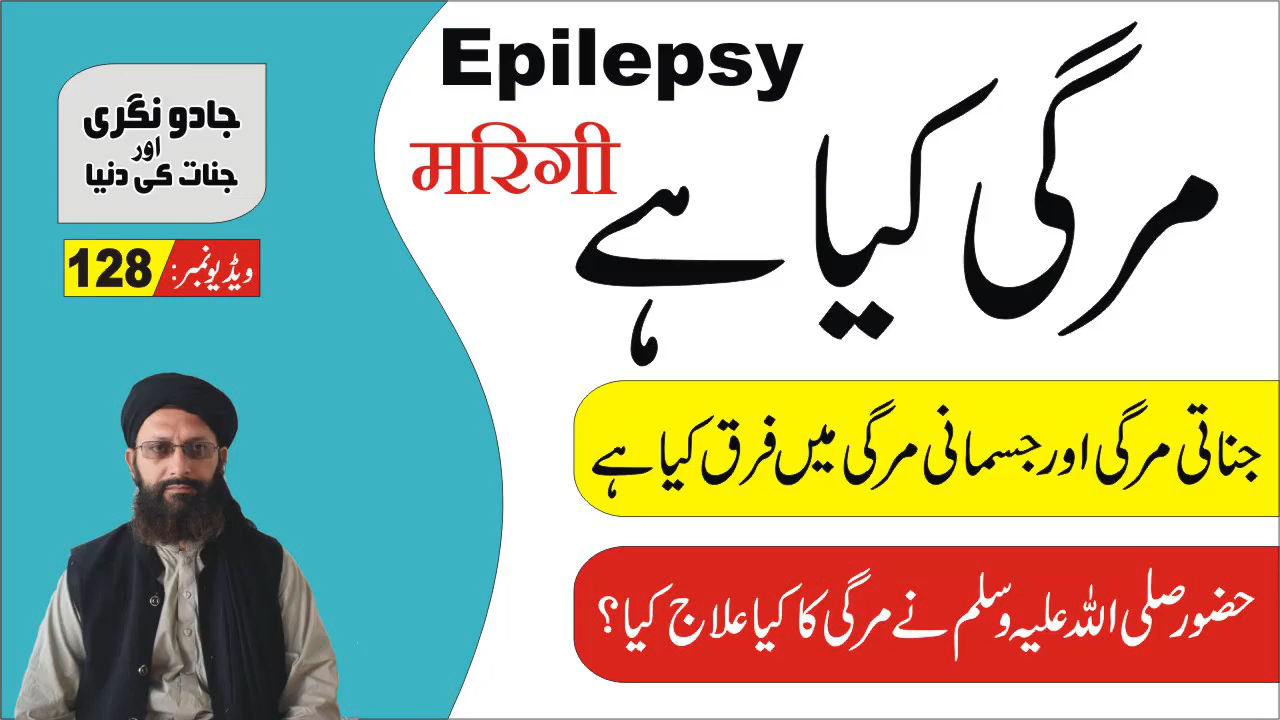 Epilepsy
मरिगी
مرگی کیا ہے
جادو نگری
اور
جنات کی دنیا
ویڈیو نمبر: 128
جناتی مرگی اور جسمانی مرگی میں فرق کیا ہے
حضور صلی اللہ علیہ وسلم نے مرگی کا کیا علاج کیا؟